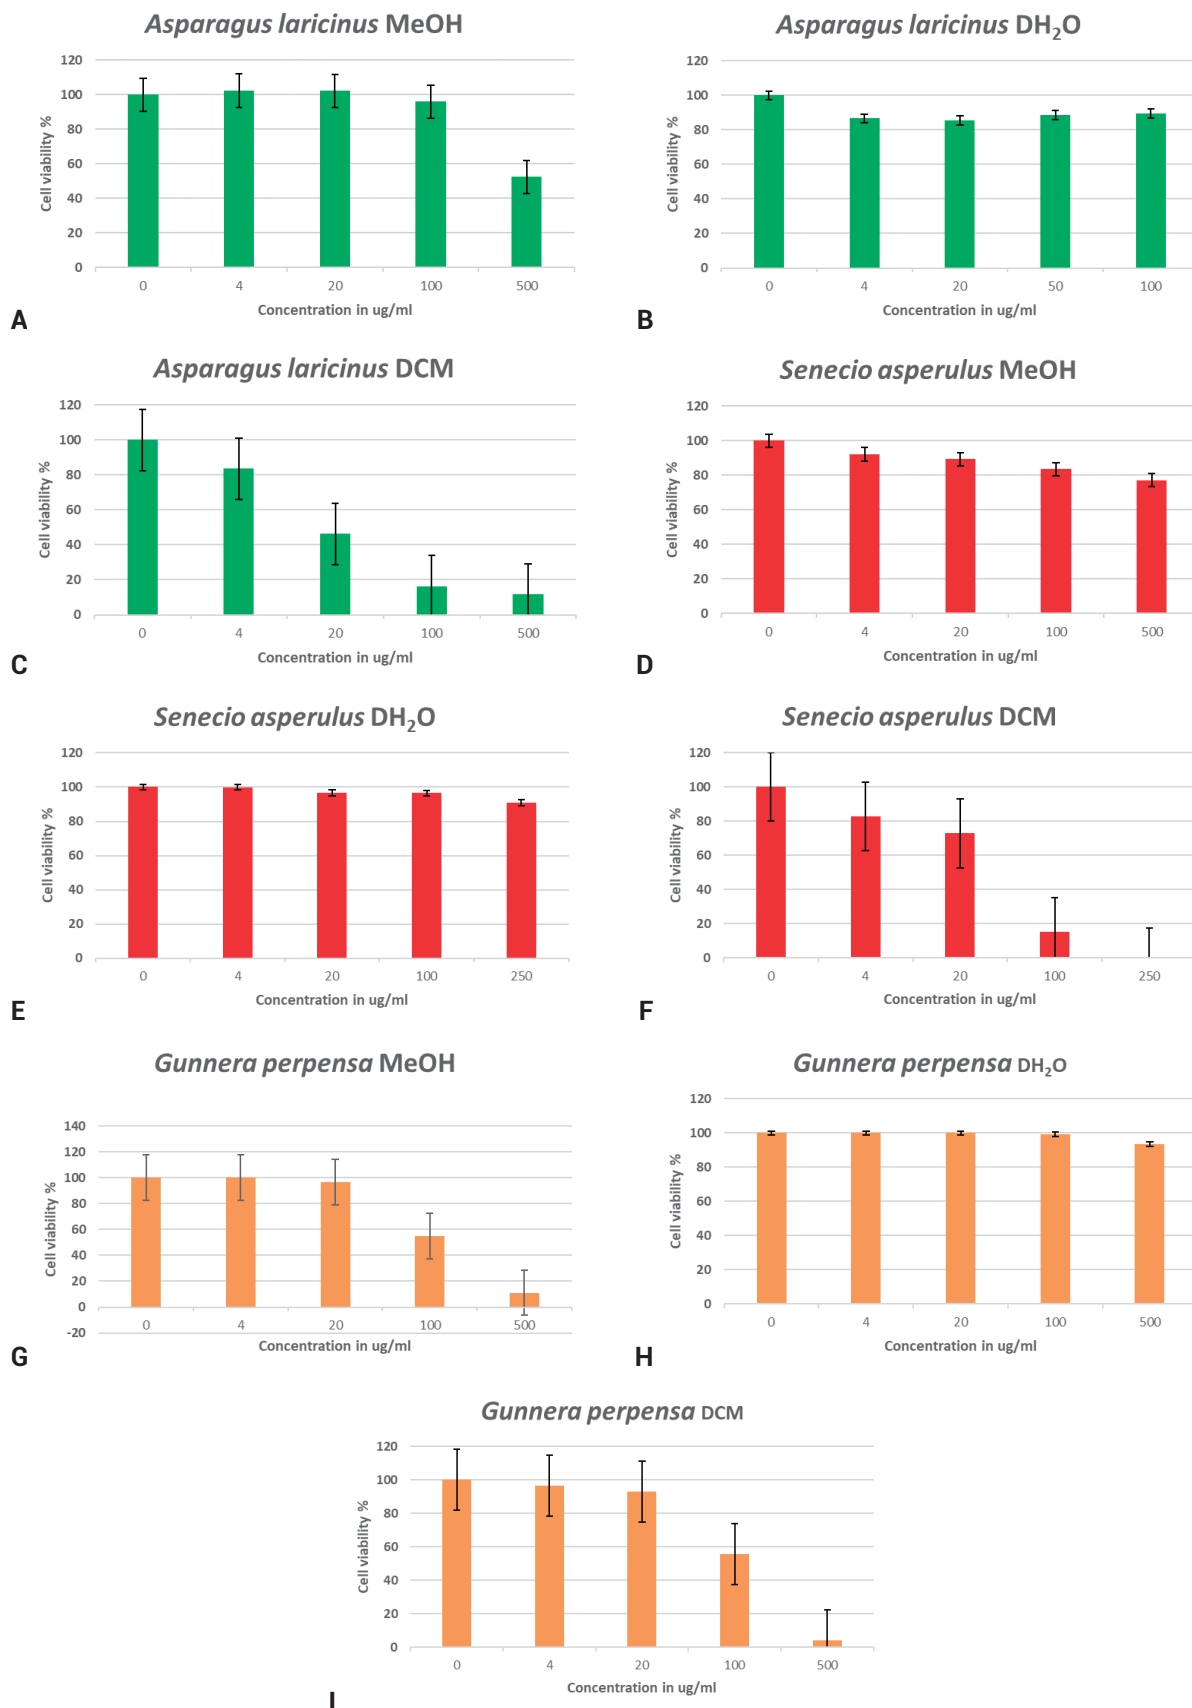 Asparagus laricinus MeOH
120
100
80
60
40
20
0
Cell viability %
0 4 20 100 500
Concentration in ug/ml
A
Asparagus laricinus DH₂O
120
100
80
60
40
20
0
Cell viability %
0 4 20 50 100
Concentration in ug/ml
B
Asparagus laricinus DCM
120
100
80
60
40
20
0
Cell viability %
0 4 20 100 500
Concentration in ug/ml
C
Senecio asperulus MeOH
120
100
80
60
40
20
0
Cell viability %
0 4 20 100 500
Concentration in ug/ml
D
Senecio asperulus DH₂O
120
100
80
60
40
20
0
Cell viability %
0 4 20 100 250
Concentration in ug/ml
E
Senecio asperulus DCM
120
100
80
60
40
20
0
Cell viability %
0 4 20 100 250
Concentration in ug/ml
F
Gunnera perpensa MeOH
140
120
100
80
60
40
20
0
-20
Cell viability %
0 4 20 100 500
Concentration in ug/ml
G
Gunnera perpensa DH₂O
120
100
80
60
40
20
0
Cell viability %
0 4 20 100 500
Concentration in ug/ml
H
Gunnera perpensa DCM
120
100
80
60
40
20
0
Cell viability %
0 4 20 100 500
Concentration in ug/ml
I